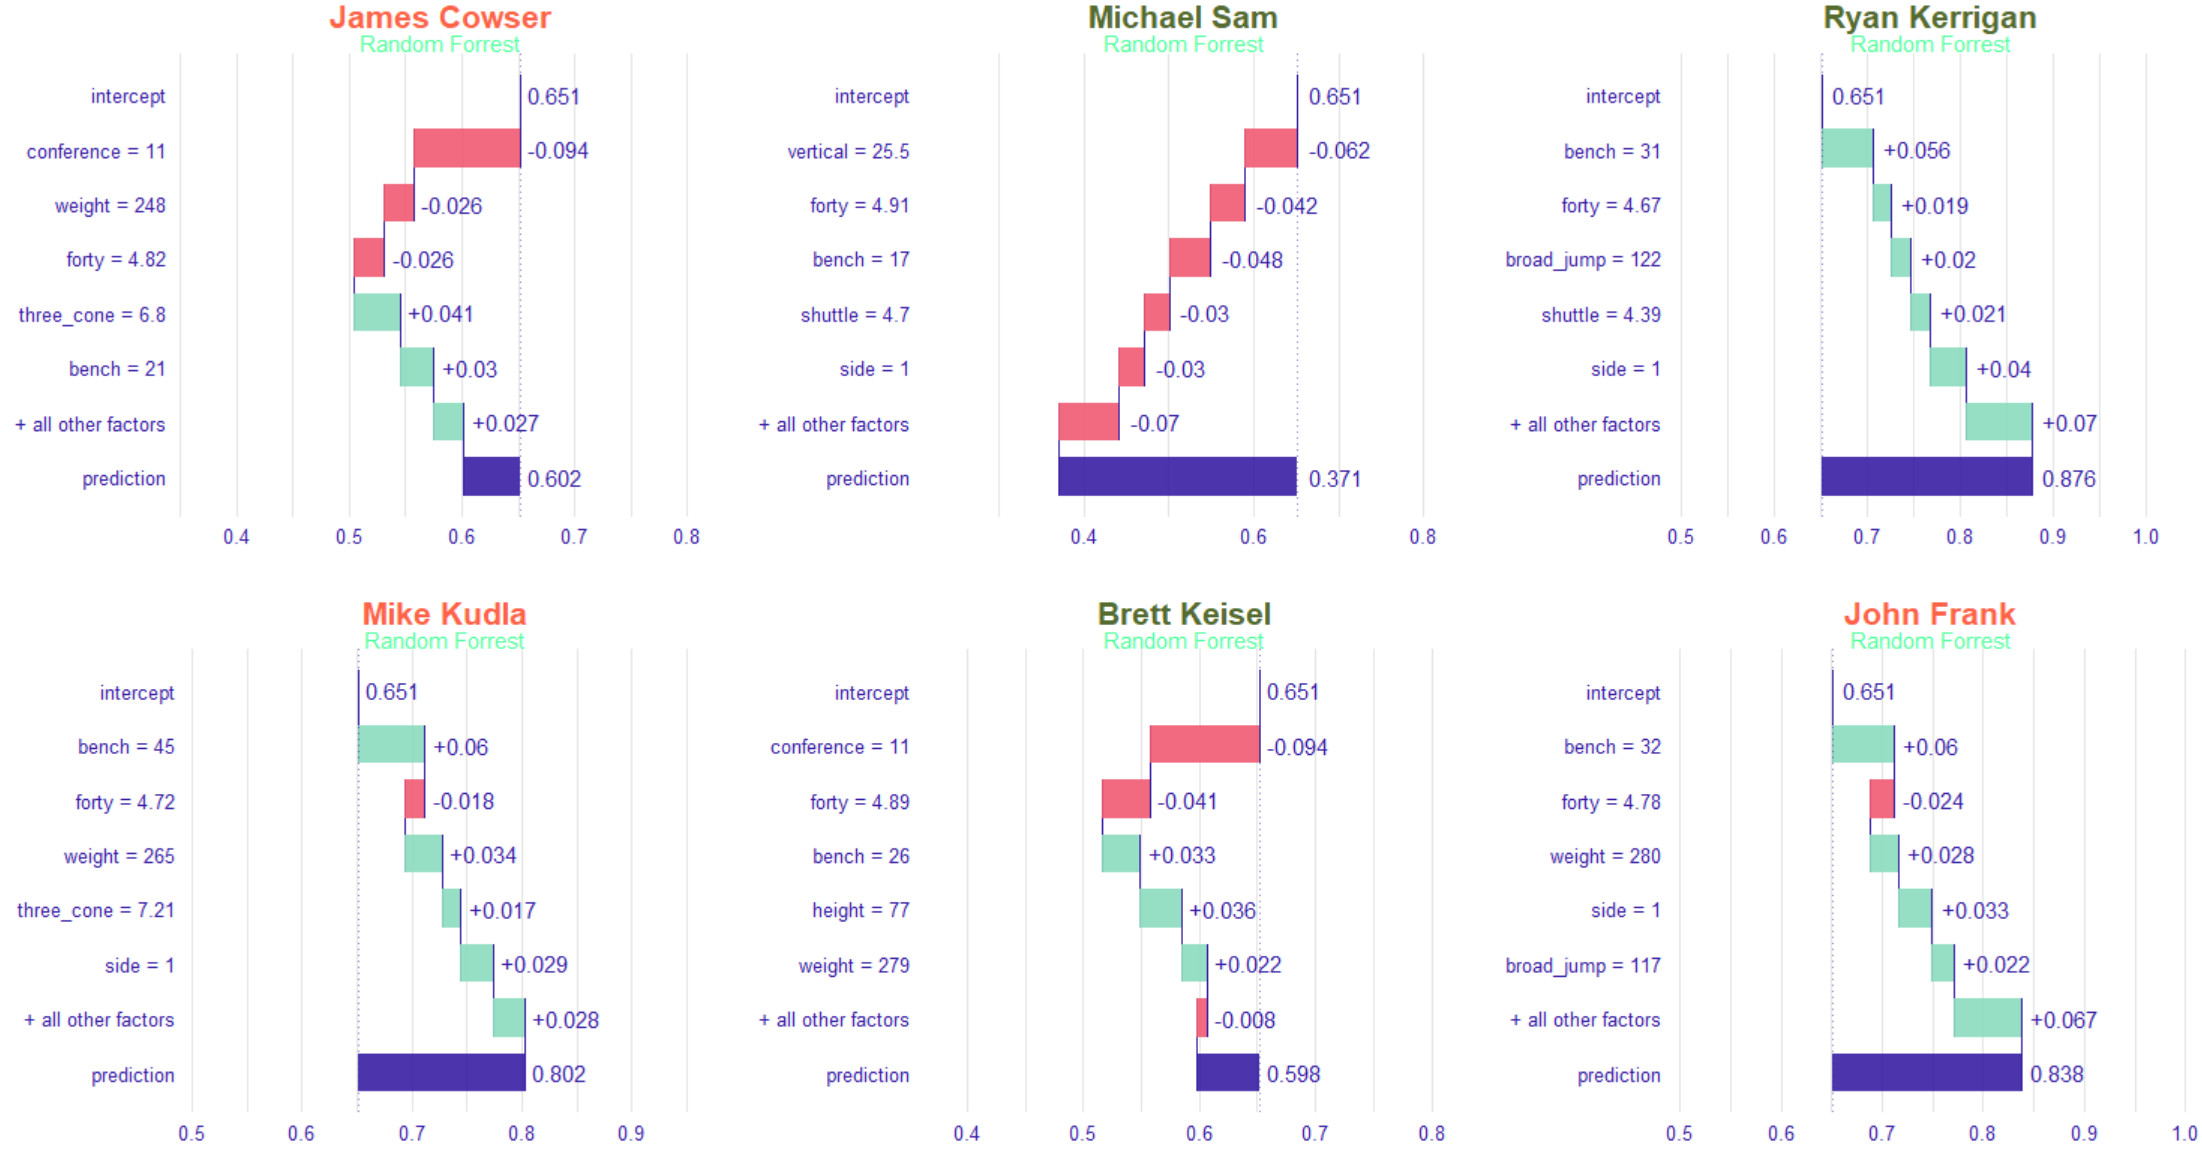 James Cowser
Random Forrest
intercept
0.651
conference = 11
-0.094
weight = 248
-0.026
forty = 4.82
-0.026
three_cone = 6.8
+0.041
bench = 21
+0.03
+ all other factors
+0.027
prediction
0.602
0.4 0.5 0.6 0.7 0.8
Michael Sam
Random Forrest
intercept
0.651
vertical = 25.5
-0.062
forty = 4.91
-0.042
bench = 17
-0.048
shuttle = 4.7
-0.03
side = 1
-0.03
+ all other factors
-0.07
prediction
0.371
0.4 0.6 0.8
Ryan Kerrigan
Random Forrest
intercept
0.651
bench = 31
+0.056
forty = 4.67
+0.019
broad_jump = 122
+0.02
shuttle = 4.39
+0.021
side = 1
+0.04
+ all other factors
+0.07
prediction
0.876
0.5 0.6 0.7 0.8 0.9 1.0
Mike Kudla
Random Forrest
intercept
0.651
bench = 45
+0.06
forty = 4.72
-0.018
weight = 265
+0.034
three_cone = 7.21
+0.017
side = 1
+0.029
+ all other factors
+0.028
prediction
0.802
0.5 0.6 0.7 0.8 0.9
Brett Keisel
Random Forrest
intercept
0.651
conference = 11
-0.094
forty = 4.89
-0.041
bench = 26
+0.033
height = 77
+0.036
weight = 279
+0.022
+ all other factors
-0.008
prediction
0.598
0.4 0.5 0.6 0.7 0.8
John Frank
Random Forrest
intercept
0.651
bench = 32
+0.06
forty = 4.78
-0.024
weight = 280
+0.028
side = 1
+0.033
broad_jump = 117
+0.022
+ all other factors
+0.067
prediction
0.838
0.5 0.6 0.7 0.8 0.9 1.0